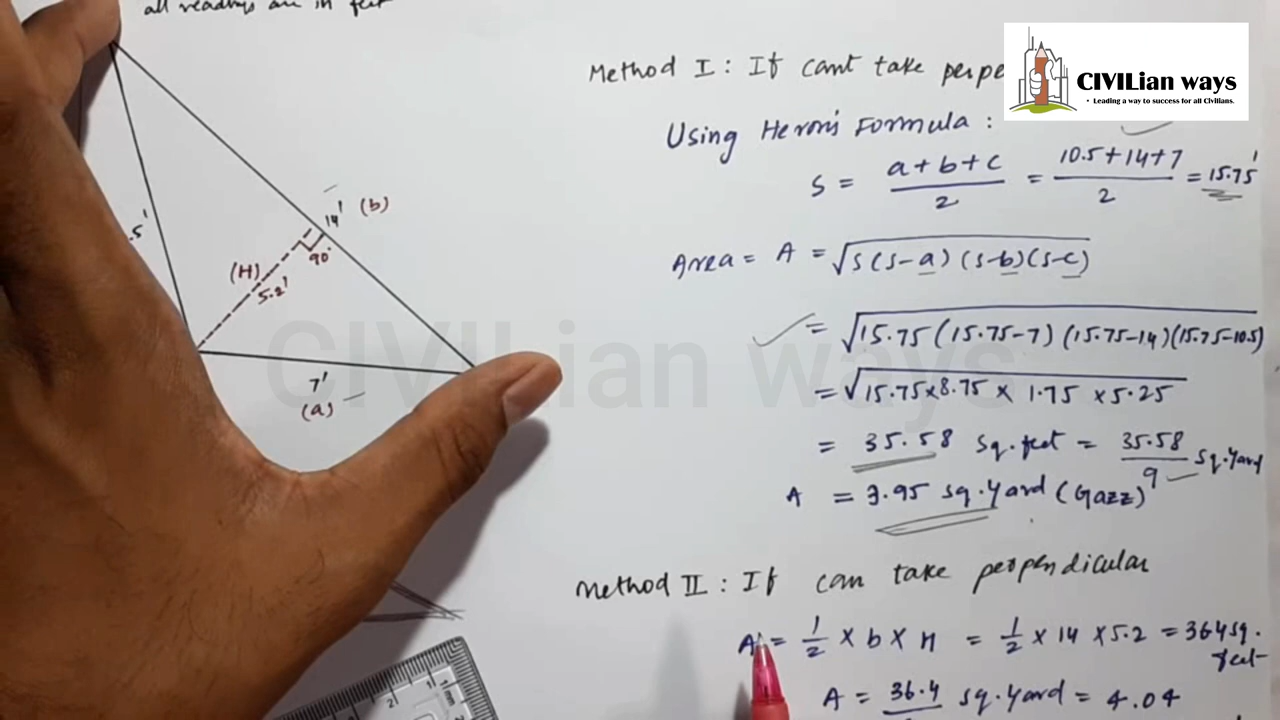 all readings are in feet
CIVILian ways
• Leading a way to success for all Civilians.
Method I : If cant take
Using Heron's Formula :
S = a+b+c / 2 = 10.5+14+7 / 2 = 15.75'
Area = A = √s(s-a) (s-b)(s-c)
= √15.75(15.75-7) (15.75-14)(15.75-10.5)
= √15.75×8.75 × 1.75 ×5.25
= 35.58 sq.feet = 35.58 / 9 sq.yard
A = 3.95 sq.yard (Gazz)
.5'
14' (b)
90°
(H)
5.2'
7'
(a)
CIVILian ways
Method II : If can take perpendicular
A = 1/2 × b × H = 1/2 × 14 × 5.2 = 364 sq.
feet
A = 36.4 sq.yard = 4.04